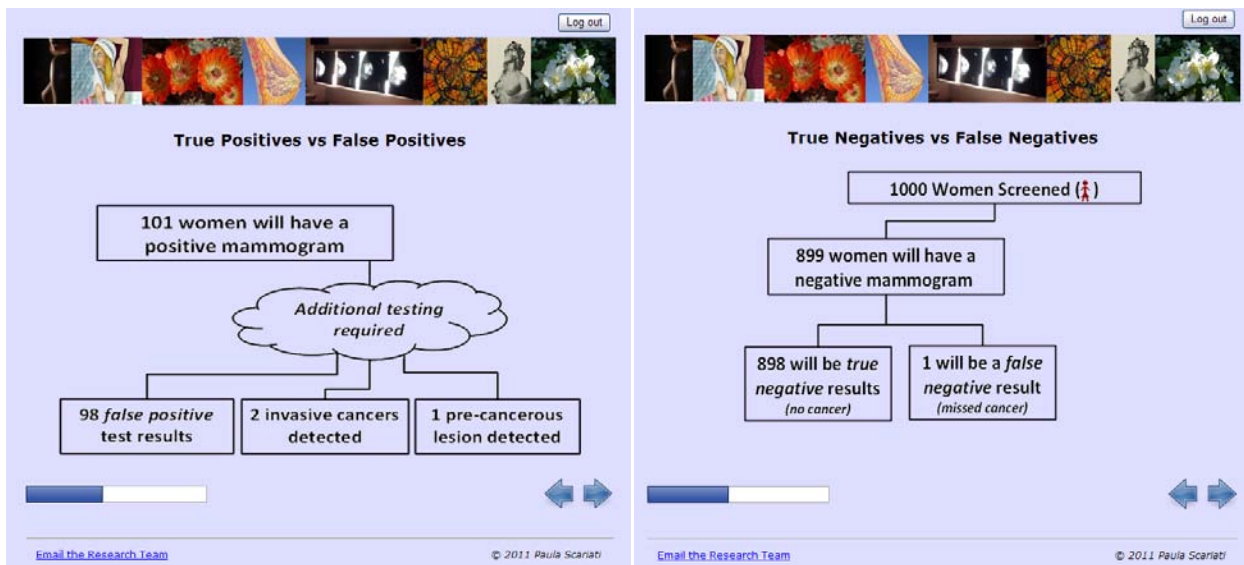 Log out
True Positives vs False Positives
101 women will have a
positive mammogram
Additional testing
required
98 false positive
test results
2 invasive cancers
detected
1 pre-cancerous
lesion detected
Email the Research Team
© 2011 Paula Scariati
Log out
True Negatives vs False Negatives
1000 Women Screened ( )
899 women will have a
negative mammogram
898 will be true
negative results
(no cancer)
1 will be a false
negative result
(missed cancer)
Email the Research Team
© 2011 Paula Scariati